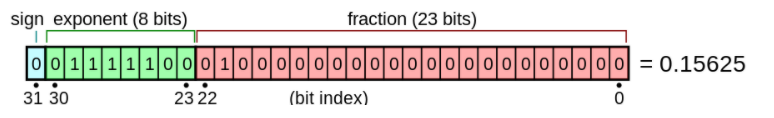 sign exponent (8 bits) fraction (23 bits)
0 0 1 1 1 1 1 0 0 0 1 0 0 0 0 0 0 0 0 0 0 0 0 0 0 0 0 0 0 0 0 0 = 0.15625
31 30 23 22 (bit index) 0